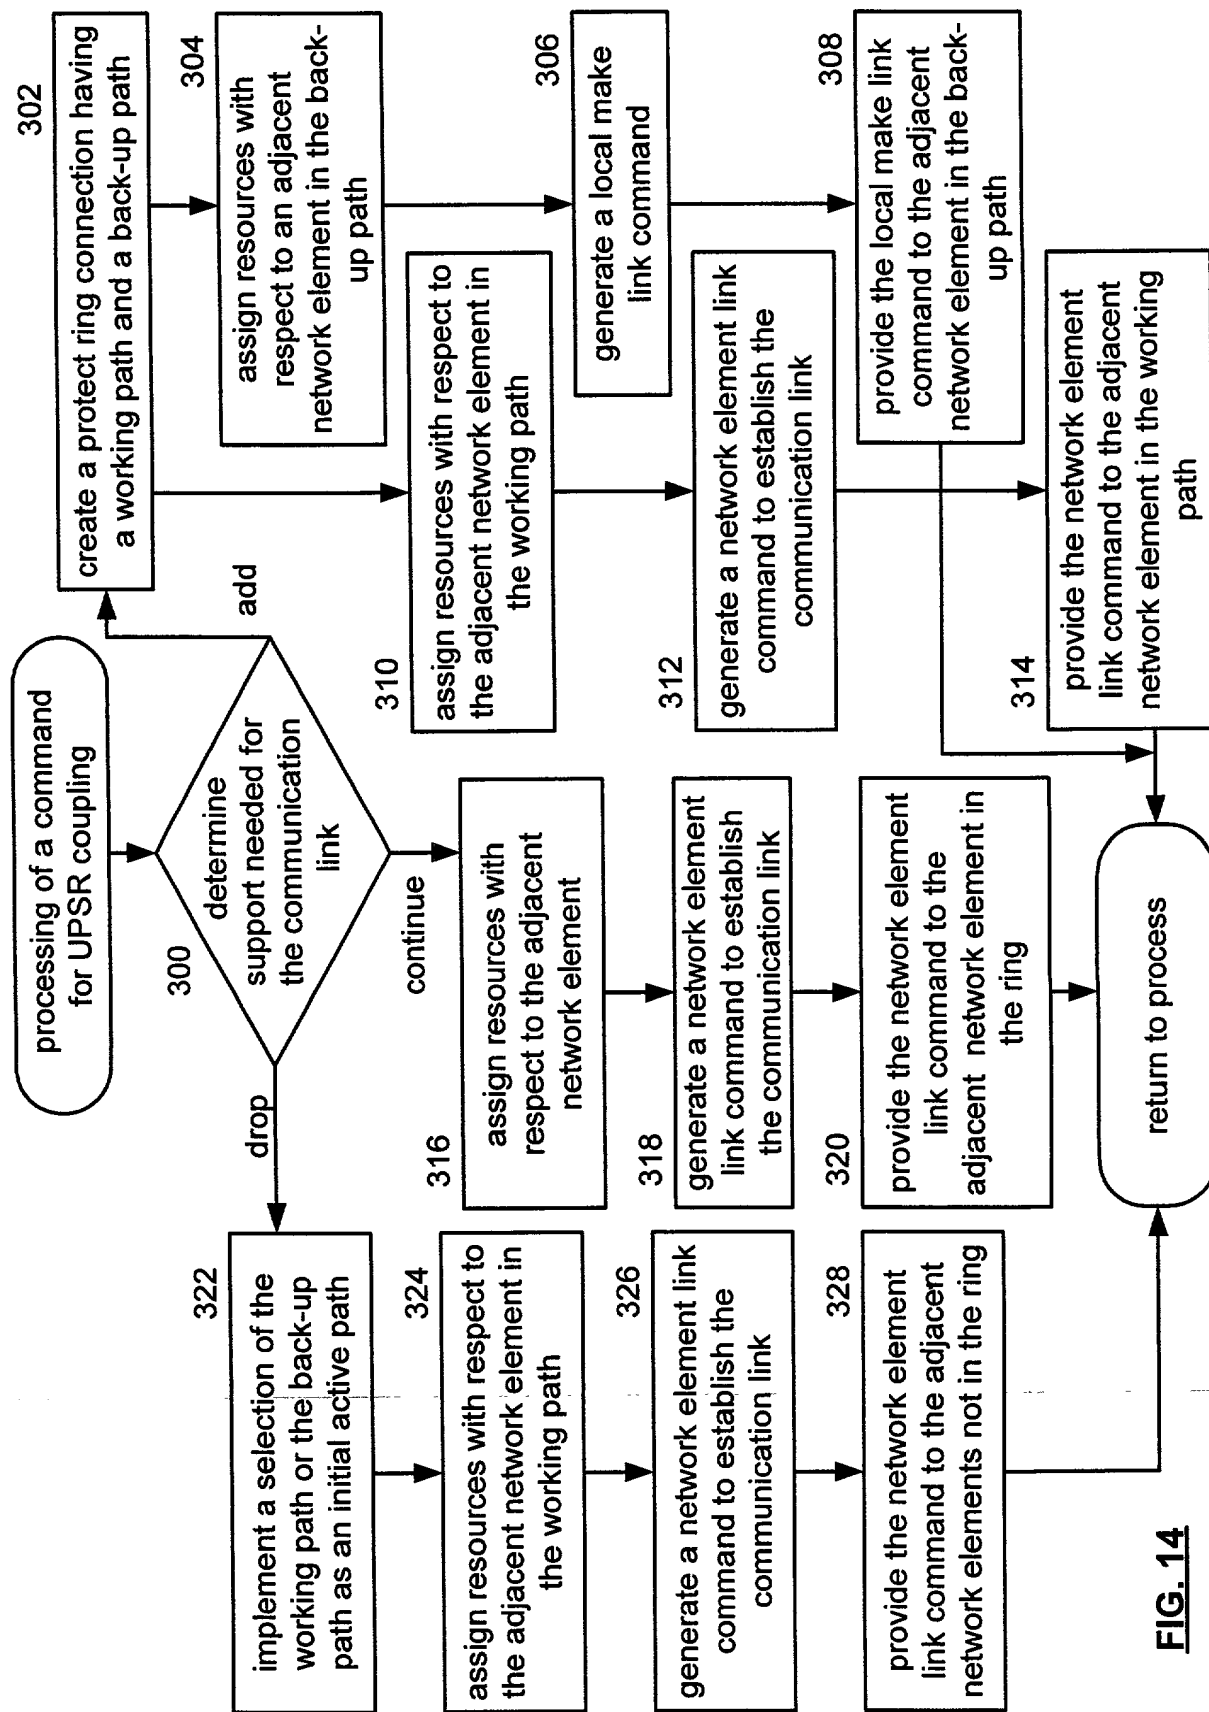 processing of a command
for UPSR coupling
300
determine
support needed for
the communication
link
drop
continue
add
302
create a protect ring connection having
a working path and a back-up path
304
assign resources with
respect to an adjacent
network element in the back-
up path
306
generate a local make
link command
308
provide the local make link
command to the adjacent
network element in the back-
up path
310
assign resources with respect to
the adjacent network element in
the working path
312
generate a network element link
command to establish the
communication link
314
provide the network element
link command to the adjacent
network element in the working
path
316
assign resources with
respect to the adjacent
network element
318
generate a network element
link command to establish
the communication link
320
provide the network element
link command to the
adjacent network element in
the ring
322
implement a selection of the
working path or the back-up
path as an initial active path
324
assign resources with respect to
the adjacent network element in
the working path
326
generate a network element link
command to establish the
communication link
328
provide the network element
link command to the adjacent
network elements not in the ring
return to process
FIG. 14